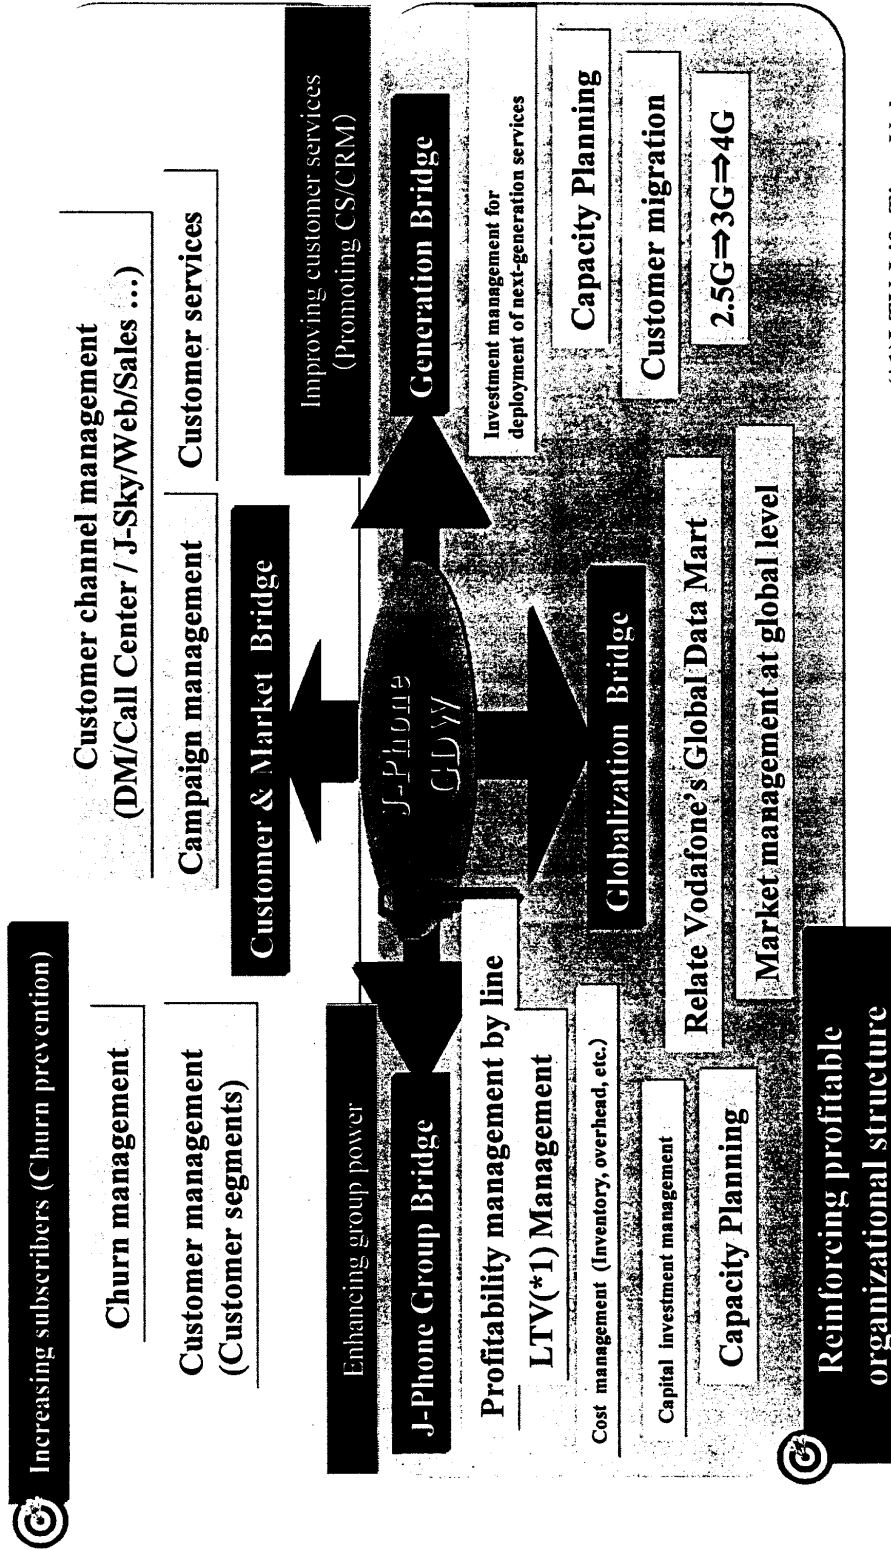 Increasing subscribers (Churn prevention)
Churn management
Customer management
(Customer segments)
Customer channel management
(DM/Call Center / J-Sky/Web/Sales …)
Campaign management
Customer services
Customer & Market Bridge
Improving customer services
(Promoting CS/CRM)
Enhancing group power
J-Phone Group Bridge
J-Phone
GDW
Generation Bridge
Profitability management by line
LTV(*1) Management
Cost management (Inventory, overhead, etc.)
Capital investment management
Capacity Planning
Globalization Bridge
Relate Vodafone's Global Data Mart
Market management at global level
Investment management for
deployment of next-generation services
Capacity Planning
Customer migration
2.5G⇒3G⇒4G
Reinforcing profitable
organizational structure